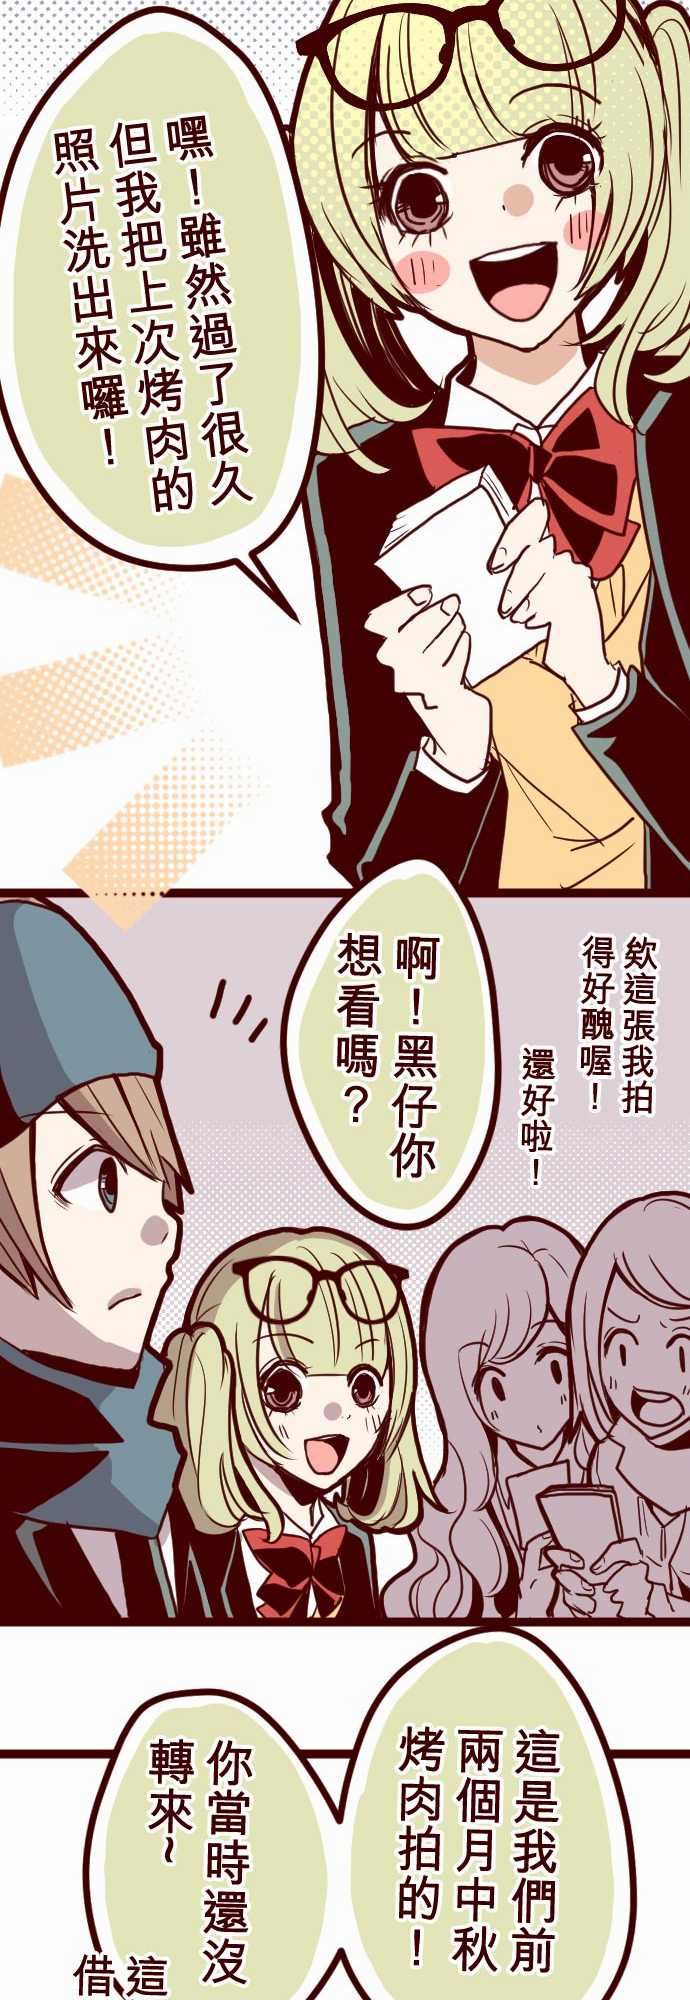 嘿！雖然過了很久
但我把上次烤肉的
照片洗出來囉！
欸這張我拍
得好醜喔！
還好啦！
啊！黑仔你
想看嗎？
這是我們前
兩個月中秋
烤肉拍的！
你當時還沒
轉來~
這
借